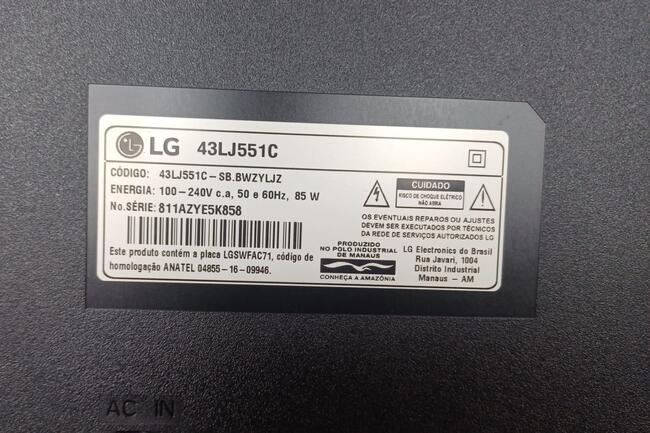 LG 43LJ551C
CÓDIGO: 43LJ551C-SB.BWZYLJZ
ENERGIA: 100-240V c.a, 50 e 60Hz, 85 W
No.SÉRIE: 811AZYE5K858
Este produto contém a placa LGSWFAC71, código de
homologação ANATEL 04855-16-09946.
CUIDADO
RISCO DE CHOQUE ELÉTRICO
NÃO ABRA
OS EVENTUAIS REPAROS OU AJUSTES
DEVEM SER EXECUTADOS POR TÉCNICOS
DA REDE DE SERVIÇOS AUTORIZADOS LG
PRODUZIDO
NO POLO INDUSTRIAL
DE MANAUS
CONHEÇA A AMAZÔNIA
LG Electronics do Brasil
Rua Javari, 1004
Distrito Industrial
Manaus - AM
AC IN